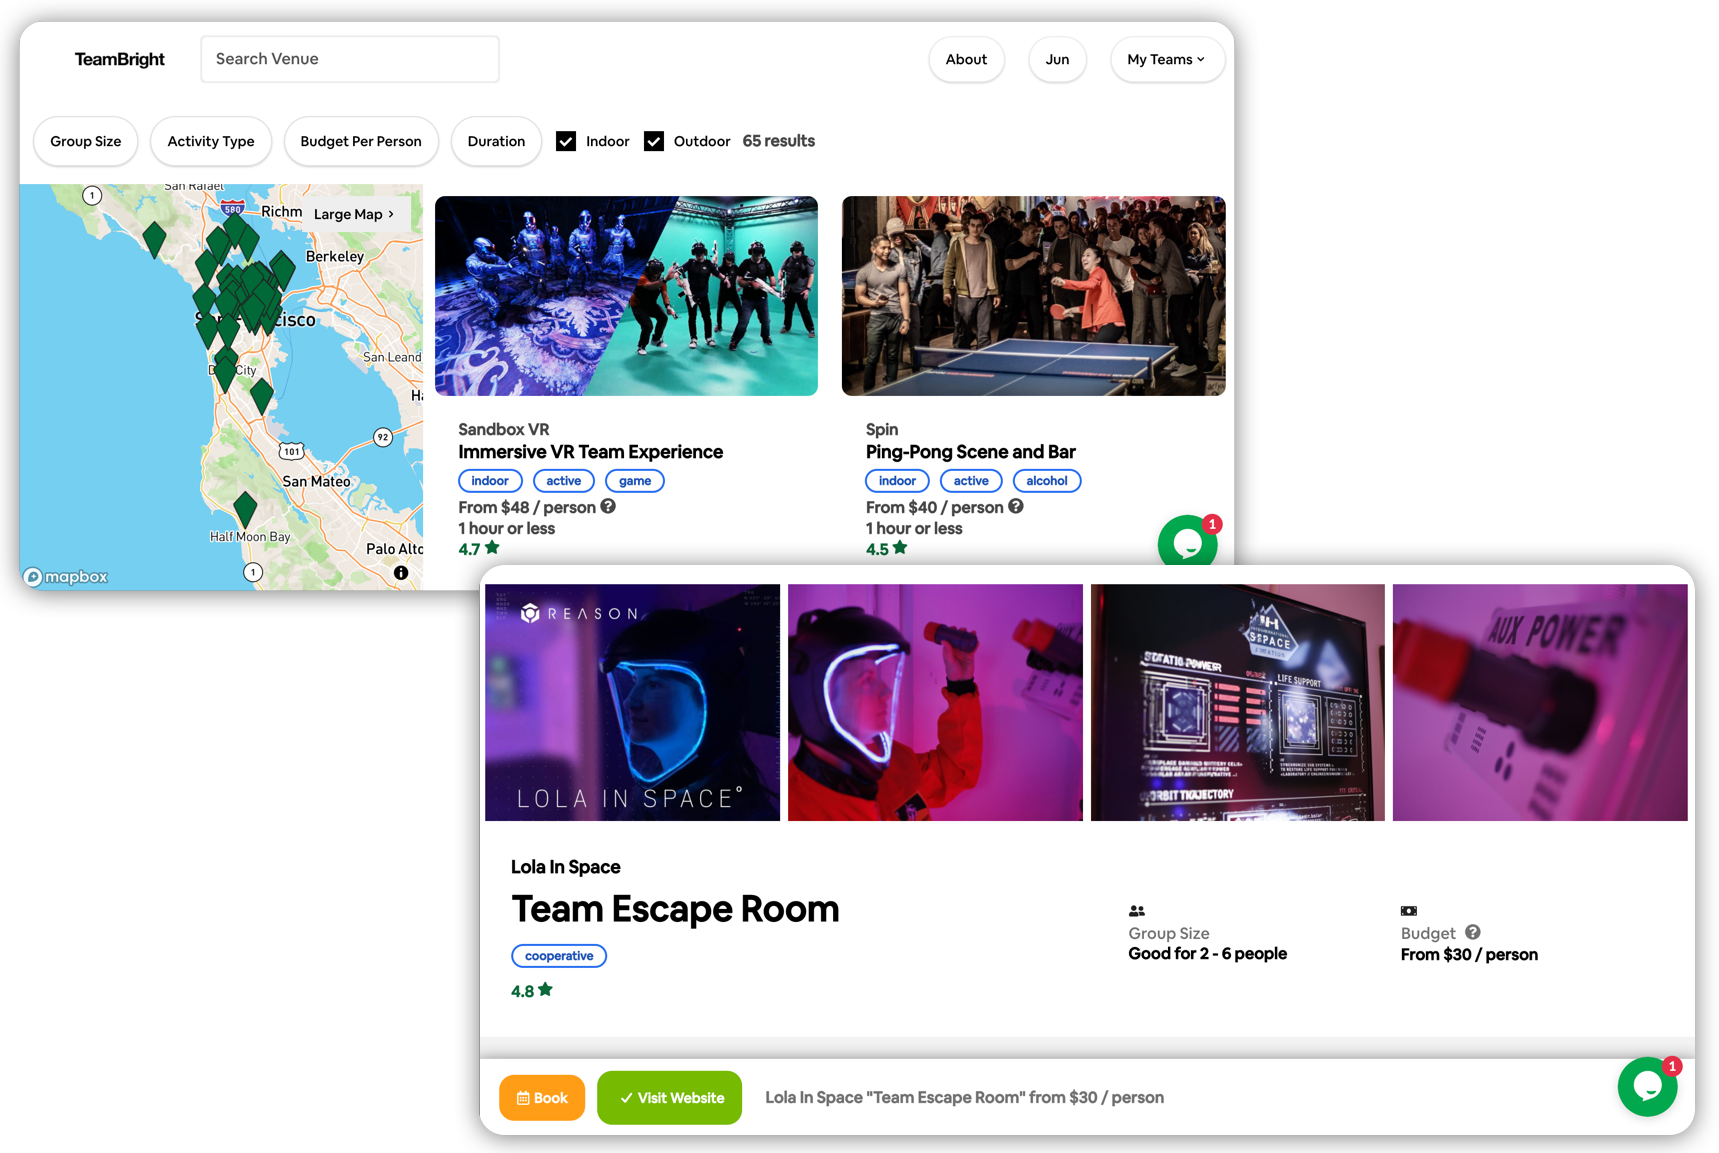 TeamBright
Search Venue
About
Jun
My Teams
Group Size
Activity Type
Budget Per Person
Duration
Indoor
Outdoor
65 results
San Rafael
1
580
Richm
Large Map
Berkeley
cisco
San Leand
City
92
101
San Mateo
Half Moon Bay
Palo Alto
1
mapbox
Sandbox VR
Immersive VR Team Experience
indoor active game
From $48 / person
1 hour or less
4.7
Spin
Ping-Pong Scene and Bar
indoor active alcohol
From $40 / person
1 hour or less
4.5
1
REASON
LOLA IN SPACE
SPACE
STATIC POWER
LIFE SUPPORT
ORBIT TRAJECTORY
AUX POWER
Lola In Space
Team Escape Room
cooperative
4.8
Group Size
Good for 2 - 6 people
Budget
From $30 / person
Book
Visit Website
Lola In Space "Team Escape Room" from $30 / person
1